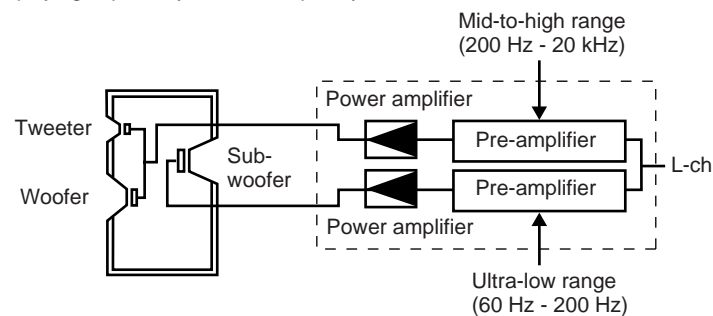 Mid-to-high range
(200 Hz - 20 kHz)
Power amplifier
Tweeter
Pre-amplifier
Sub-
woofer
L-ch
Woofer
Pre-amplifier
Power amplifier
Ultra-low range
(60 Hz - 200 Hz)